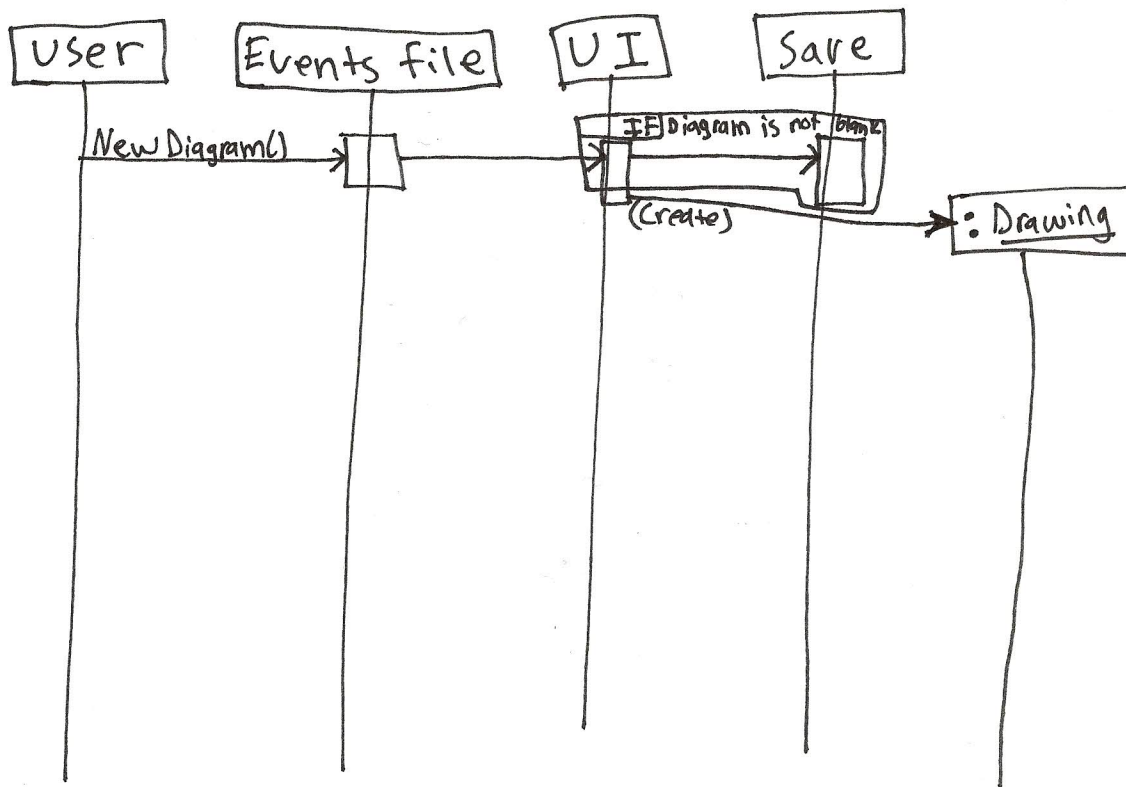 User
Events file
UI
Save
IF Diagram is not blank
New Diagram()
(Create)
: Drawing